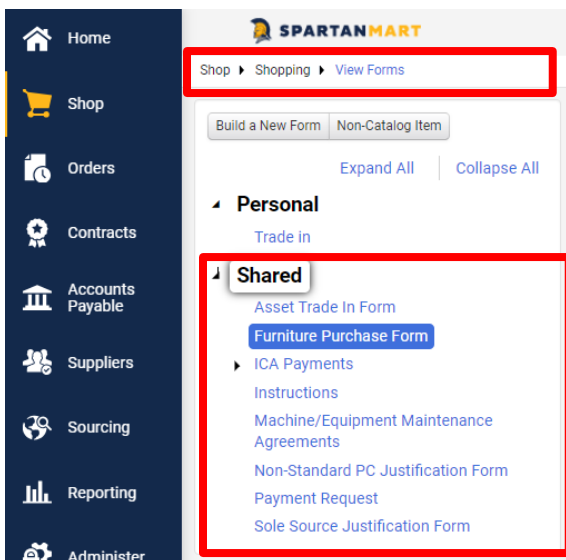 Home
Shop
Orders
Contracts
Accounts
Payable
Suppliers
Sourcing
Reporting
Administer
SPARTANMART
Shop Shopping View Forms
Build a New Form Non-Catalog Item
Expand All Collapse All
Personal
Trade in
Shared
Asset Trade In Form
Furniture Purchase Form
ICA Payments
Instructions
Machine/Equipment Maintenance
Agreements
Non-Standard PC Justification Form
Payment Request
Sole Source Justification Form